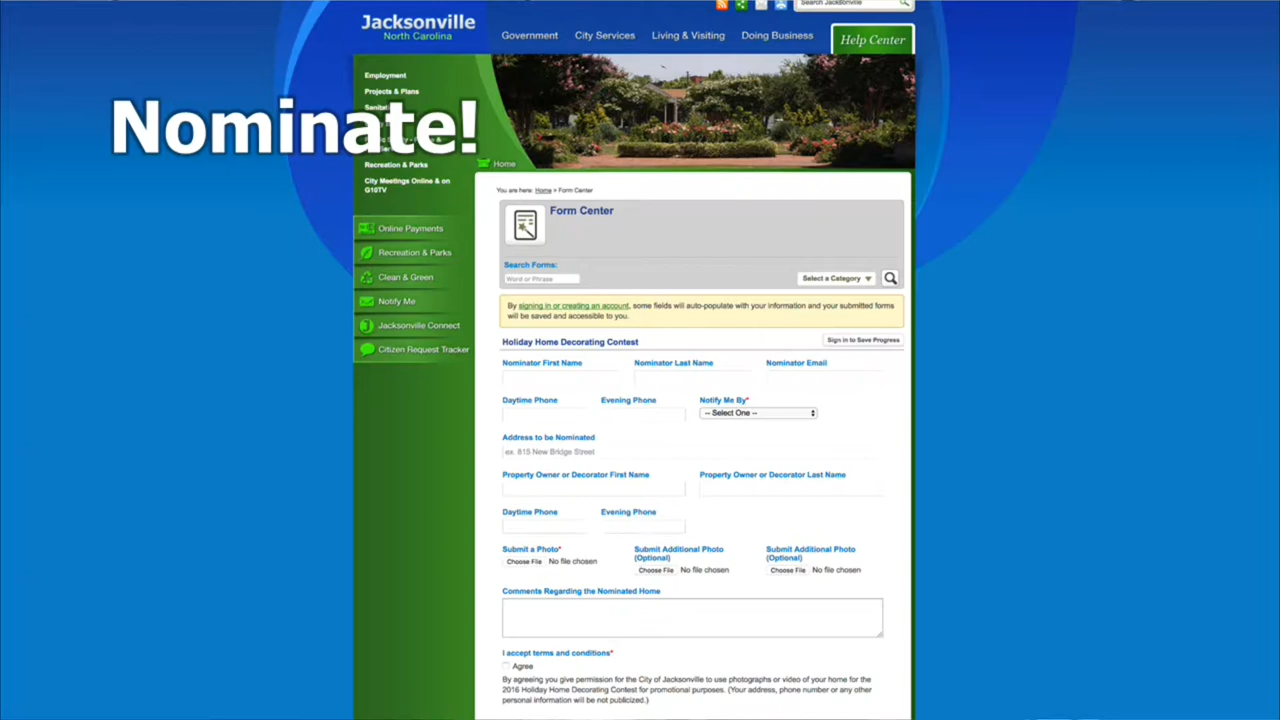 Search Jacksonville
Jacksonville
North Carolina
Government
City Services
Living & Visiting
Doing Business
Help Center
Employment
Projects & Plans
Nominate!
Recreation & Parks
City Meetings Online & on
G10TV
Home
You are here: Home > Form Center
Form Center
Online Payments
Recreation & Parks
Clean & Green
Notify Me
Jacksonville Connect
Citizen Request Tracker
Search Forms:
Word or Phrase
Select a Category
By signing in or creating an account, some fields will auto-populate with your information and your submitted forms
will be saved and accessible to you.
Holiday Home Decorating Contest
Sign in to Save Progress
Nominator First Name
Nominator Last Name
Nominator Email
Daytime Phone
Evening Phone
Notify Me By*
-- Select One --
Address to be Nominated
ex. 815 New Bridge Street
Property Owner or Decorator First Name
Property Owner or Decorator Last Name
Daytime Phone
Evening Phone
Submit a Photo*
Choose File No file chosen
Submit Additional Photo
(Optional)
Choose File No file chosen
Submit Additional Photo
(Optional)
Choose File No file chosen
Comments Regarding the Nominated Home
I accept terms and conditions*
Agree
By agreeing you give permission for the City of Jacksonville to use photographs or video of your home for the
2016 Holiday Home Decorating Contest for promotional purposes. (Your address, phone number or any other
personal information will be not publicized.)